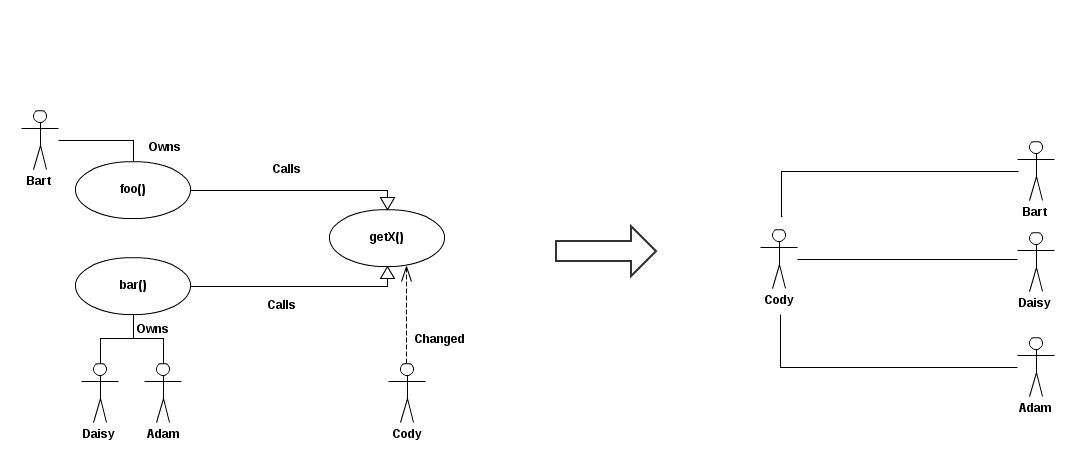 Owns
Calls
Bart
foo()
getX()
bar()
Calls
Owns
Changed
Daisy
Adam
Cody
Bart
Cody
Daisy
Adam